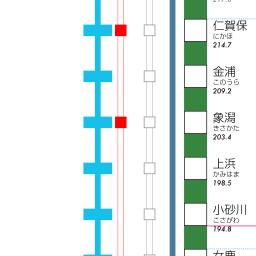 仁賀保
にかほ
214.7
金浦
このうら
209.2
象潟
きさかた
203.4
上浜
かみはま
198.5
小砂川
こさがわ
194.8